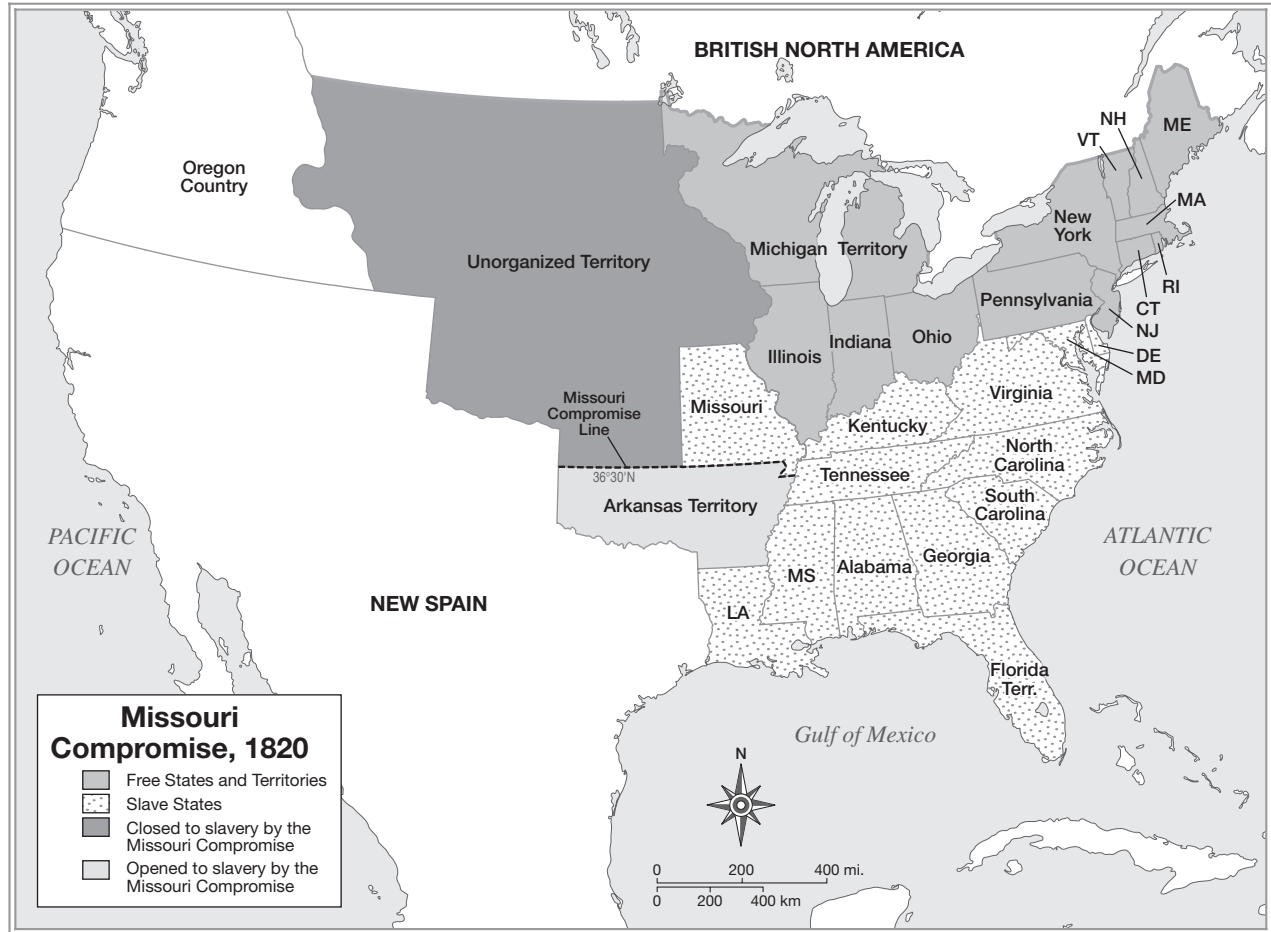 BRITISH NORTH AMERICA
NH
VT
ME
Oregon
Country
MA
New
York
Michigan Territory
Unorganized Territory
RI
Pennsylvania
CT
NJ
Indiana
Ohio
Illinois
DE
MD
Missouri
Compromise
Line
Missouri
Virginia
Kentucky
North
Carolina
Tennessee
36°30'N
South
Carolina
Arkansas Territory
PACIFIC
OCEAN
ATLANTIC
OCEAN
Georgia
Alabama
MS
NEW SPAIN
LA
Florida
Terr.
Gulf of Mexico
Missouri
Compromise, 1820
Free States and Territories
Slave States
Closed to slavery by the
Missouri Compromise
Opened to slavery by the
Missouri Compromise
N
0 200 400 mi.
0 200 400 km